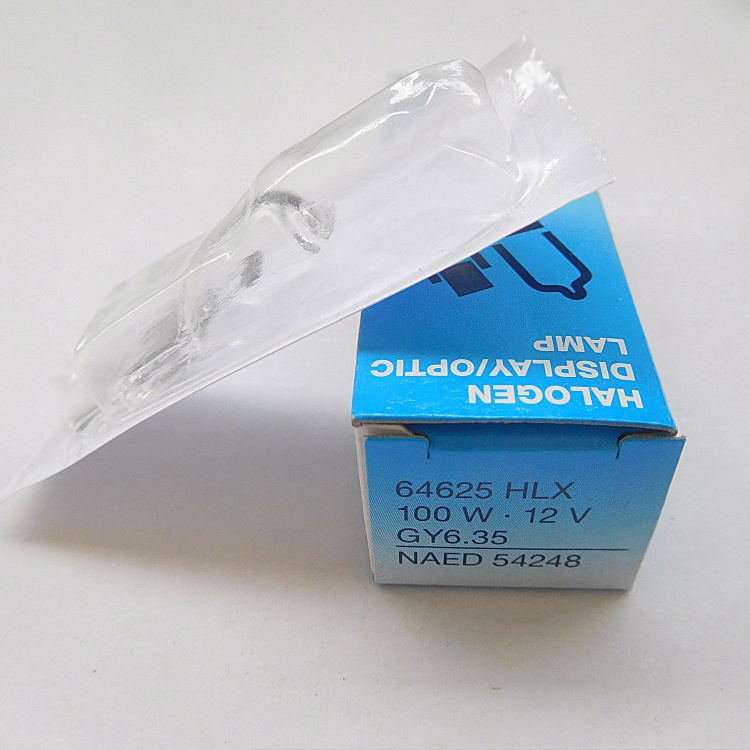 HALOGEN
DISPLAY/OPTIC
LAMP
64625 HLX
100 W · 12 V
GY6.35
NAED 54248